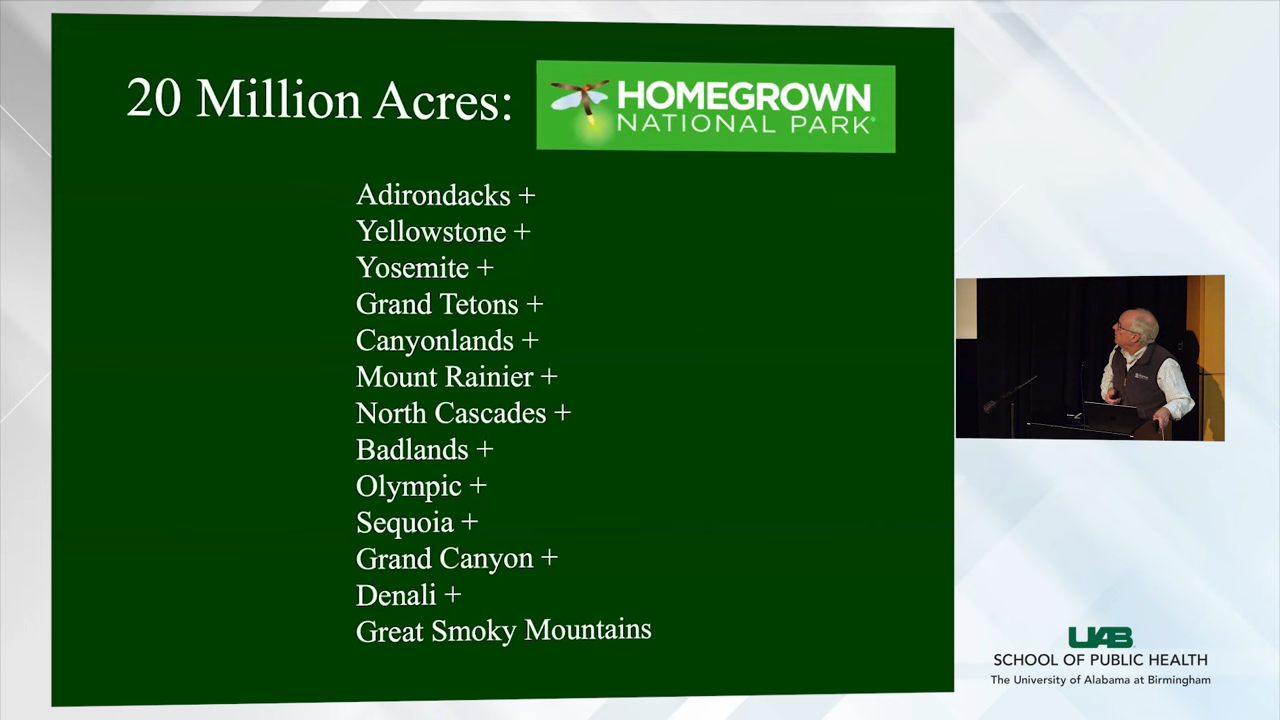 20 Million Acres:
HOMEGROWN
NATIONAL PARK®
Adirondacks +
Yellowstone +
Yosemite +
Grand Tetons +
Canyonlands +
Mount Rainier +
North Cascades +
Badlands +
Olympic +
Sequoia +
Grand Canyon +
Denali +
Great Smoky Mountains
UAB
SCHOOL OF PUBLIC HEALTH
The University of Alabama at Birmingham